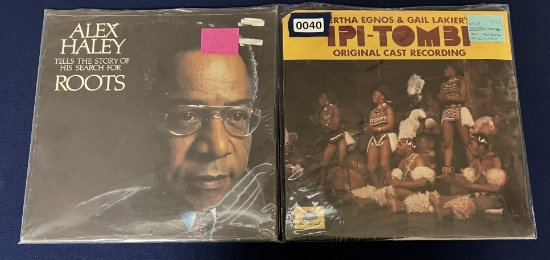 ALEX
HALEY
TELLS THE STORY OF
HIS SEARCH FOR
ROOTS
0040
ERTHA EGNOS & GAIL LAKIER'S
IPI-TOMBI
ORIGINAL CAST RECORDING